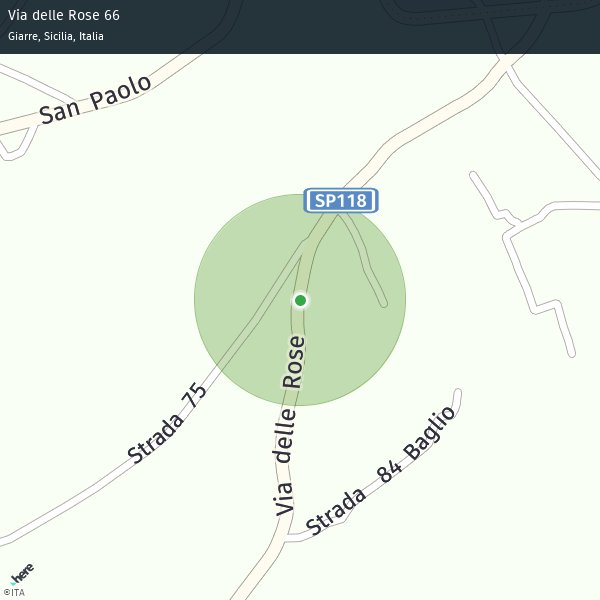 Via delle Rose 66
Giarre, Sicilia, Italia
San Paolo
SP118
Strada 75
Via delle Rose
Strada 84 Baglio
here
©ITA